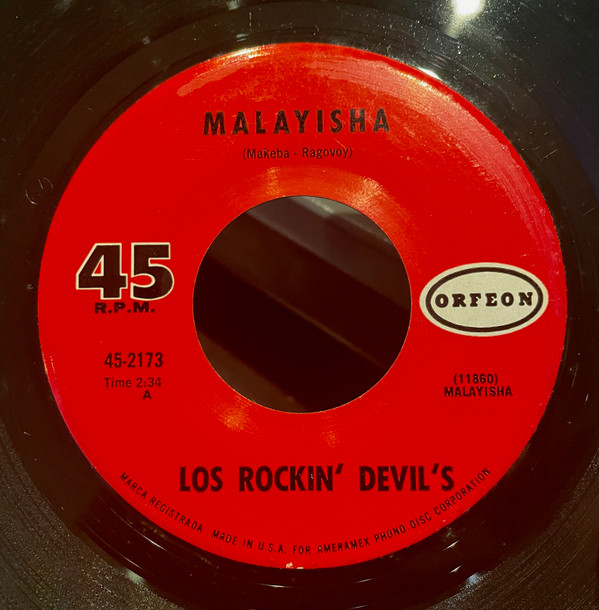 MALAYISHA
(Makeba - Ragovoy)
45
R.P.M.
ORFEON
45-2173
Time 2:34
A
(11860)
MALAYISHA
LOS ROCKIN' DEVIL'S
MARCA REGISTRADA MADE IN U.S.A. FOR AMERAMEX PHONO DISC CORPORATION